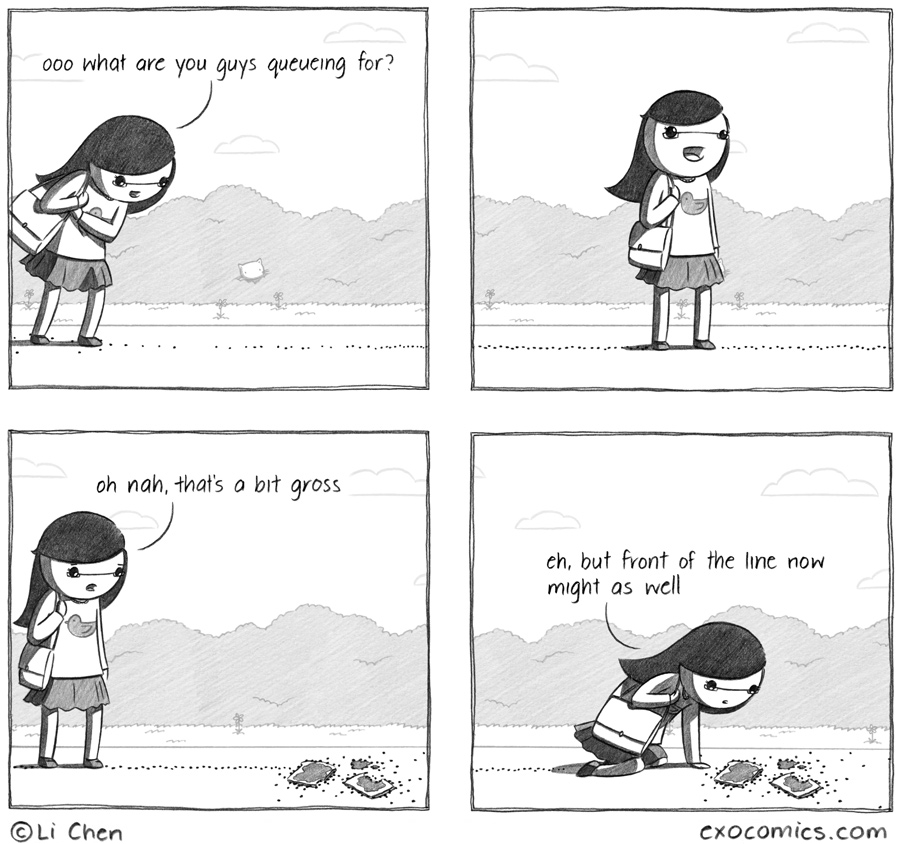 ooo what are you guys queueing for?
oh nah, that's a bit gross
eh, but front of the line now
might as well
©Li Chen
exocomics.com